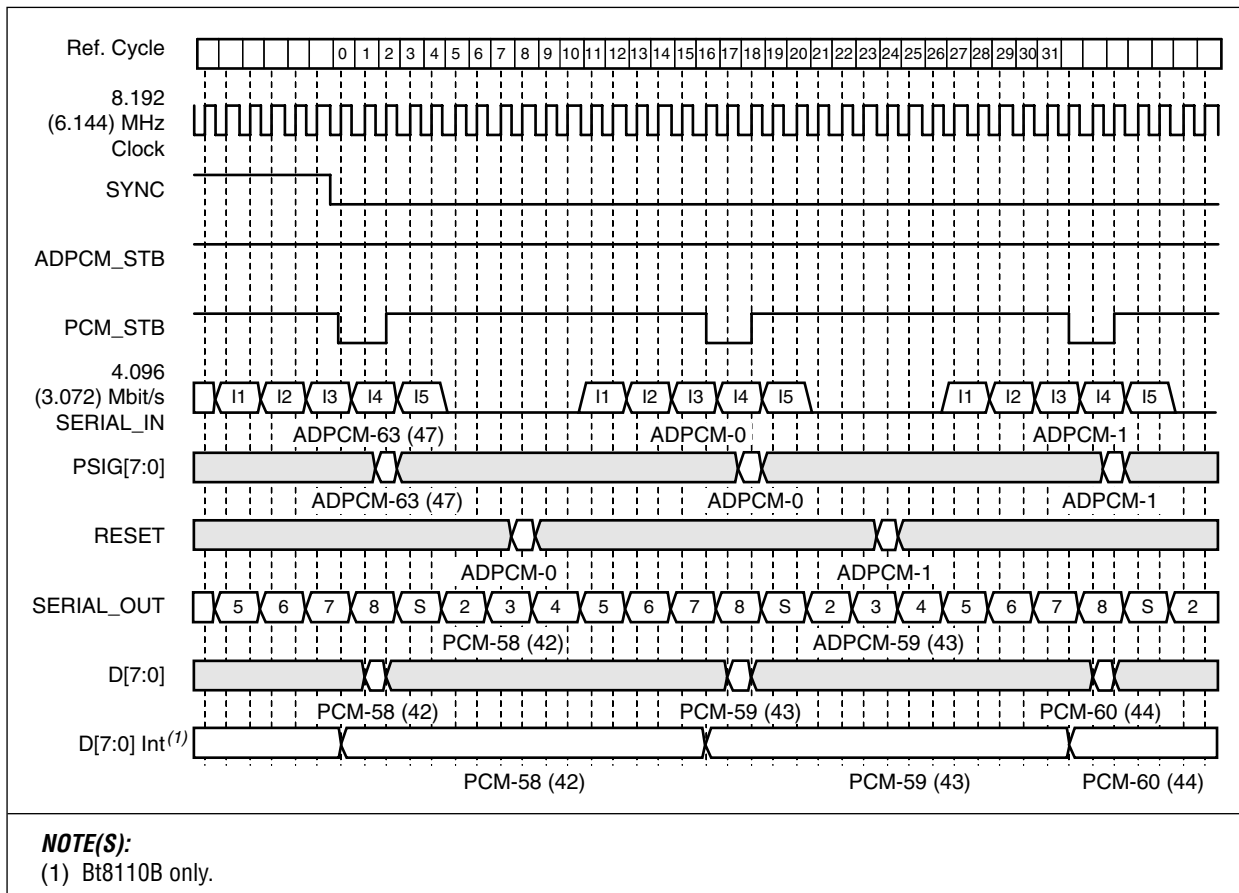 Ref. Cycle 0 1 2 3 4 5 6 7 8 9 10 11 12 13 14 15 16 17 18 19 20 21 22 23 24 25 26 27 28 29 30 31
8.192
(6.144) MHz
Clock
SYNC
ADPCM_STB
PCM_STB
4.096
(3.072) Mbit/s
SERIAL_IN
I1 I2 I3 I4 I5 I1 I2 I3 I4 I5 I1 I2 I3 I4 I5
ADPCM-63 (47) ADPCM-0 ADPCM-1
PSIG[7:0]
ADPCM-63 (47) ADPCM-0 ADPCM-1
RESET
ADPCM-0 ADPCM-1
SERIAL_OUT 5 6 7 8 S 2 3 4 5 6 7 8 S 2 3 4 5 6 7 8 S 2
PCM-58 (42) ADPCM-59 (43)
D[7:0]
PCM-58 (42) PCM-59 (43) PCM-60 (44)
D[7:0] Int(1)
PCM-58 (42) PCM-59 (43) PCM-60 (44)
NOTE(S):
(1) Bt8110B only.